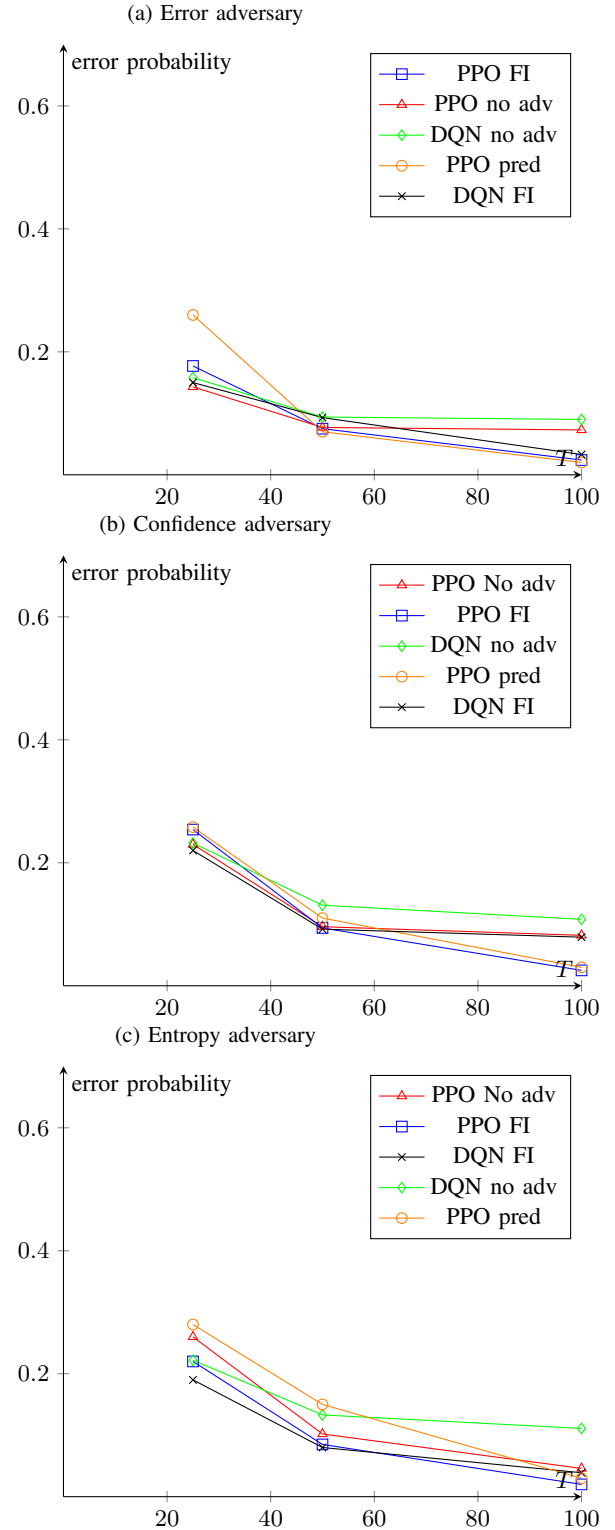 (a) Error adversary
error probability
PPO FI
PPO no adv
DQN no adv
PPO pred
DQN FI
0.6
0.4
0.2
T
20 40 60 80 100
(b) Confidence adversary
error probability
PPO No adv
PPO FI
DQN no adv
PPO pred
DQN FI
0.6
0.4
0.2
T
20 40 60 80 100
(c) Entropy adversary
error probability
PPO No adv
PPO FI
DQN FI
DQN no adv
PPO pred
0.6
0.4
0.2
T
20 40 60 80 100